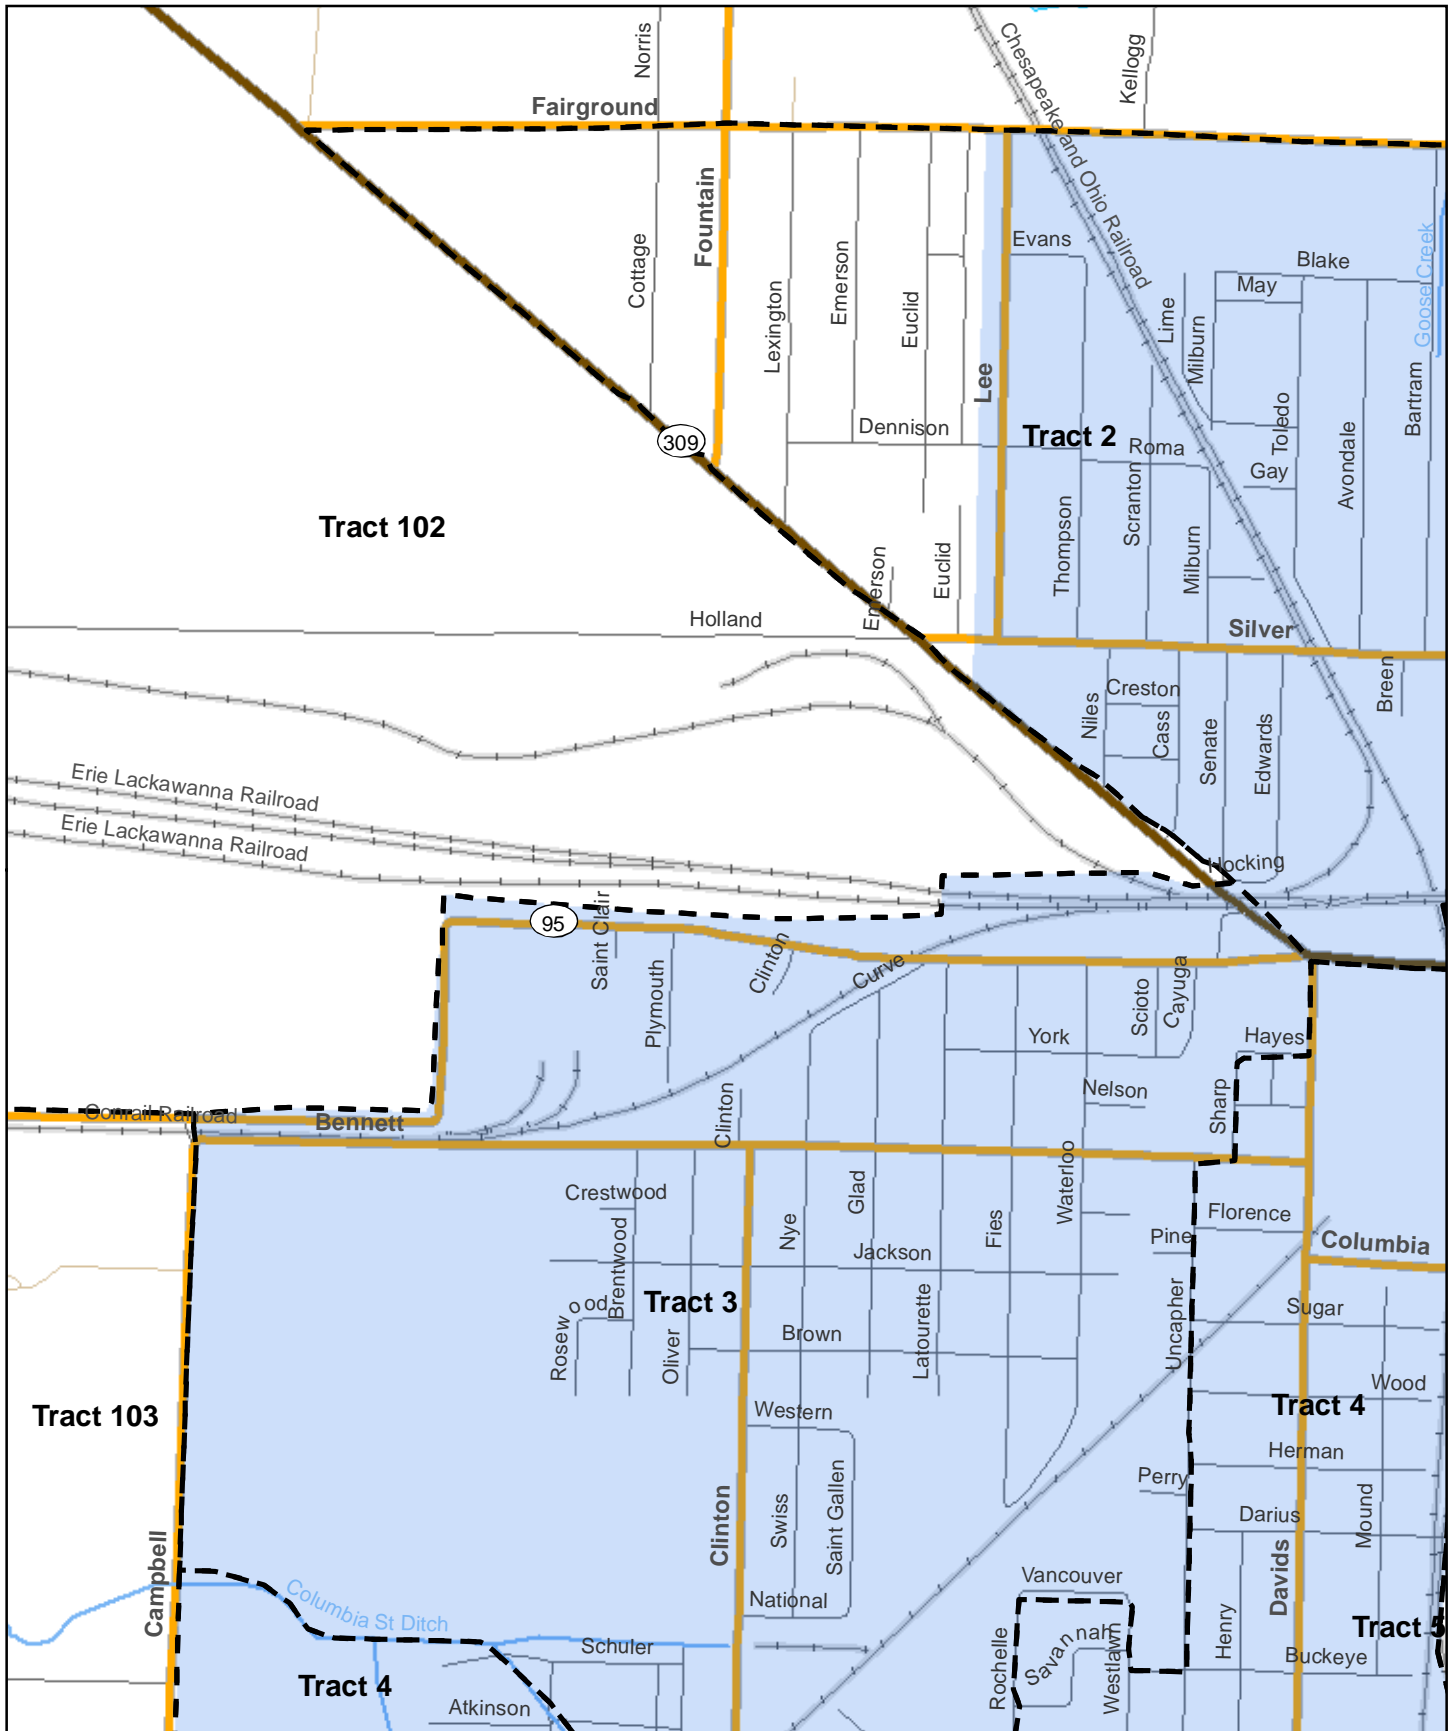 Norris
Chesapeake and Ohio Railroad
Kellogg
Fairground
Fountain
Cottage
Lexington
Emerson
Euclid
Evans
Blake
May
Goose Creek
Lime
Milburn
Lee
Toledo
Avondale
Bartram
Dennison
Tract 2
Roma
309
Gay
Scranton
Thompson
Milburn
Tract 102
Emerson
Euclid
Holland
Silver
Niles
Creston
Cass
Senate
Edwards
Breen
Erie Lackawanna Railroad
Erie Lackawanna Railroad
Hocking
95
Saint Clair
Plymouth
Clinton
Curve
Scioto
Cayuga
York
Hayes
Nelson
Sharp
Conrail Railroad
Bennett
Clinton
Crestwood
Brentwood
Nye
Glad
Fies
Waterloo
Florence
Pine
Columbia
Jackson
Rosewood
Tract 3
Oliver
Brown
Latourette
Uncapher
Sugar
Wood
Tract 103
Tract 4
Western
Herman
Perry
Swiss
Saint Gallen
Clinton
Darius
Mound
Davids
Campbell
Vancouver
National
Columbia St Ditch
Schuler
Rochelle
Savannah
Westlawn
Henry
Tract 5
Buckeye
Tract 4
Atkinson